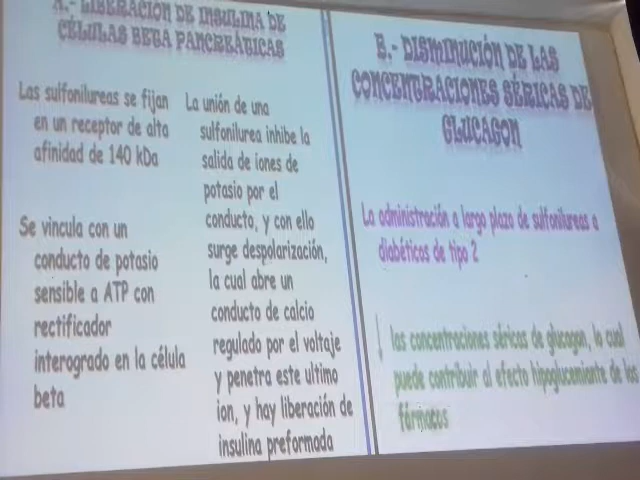 A.- LIBERACIÓN DE INSULINA DE
CÉLULAS BETA PANCREÁTICAS
Las sulfonilureas se fijan
en un receptor de alta
afinidad de 140 kDa
Se vincula con un
conducto de potasio
sensible a ATP con
rectificador
interogrado en la célula
beta
La unión de una
sulfonilurea inhibe la
salida de iones de
potasio por el
conducto, y con ello
surge despolarización,
la cual abre un
conducto de calcio
regulado por el voltaje
y penetra este ultimo
ion, y hay liberación de
insulina preformada
B.- DISMINUCIÓN DE LAS
CONCENTRACIONES SÉRICAS DE
GLUCAGON
La administración a largo plazo de sulfonilureas a
diabéticos de tipo 2
↓ las concentraciones séricas de glucagon, lo cual
puede contribuir al efecto hipoglucemiante de los
fármacos